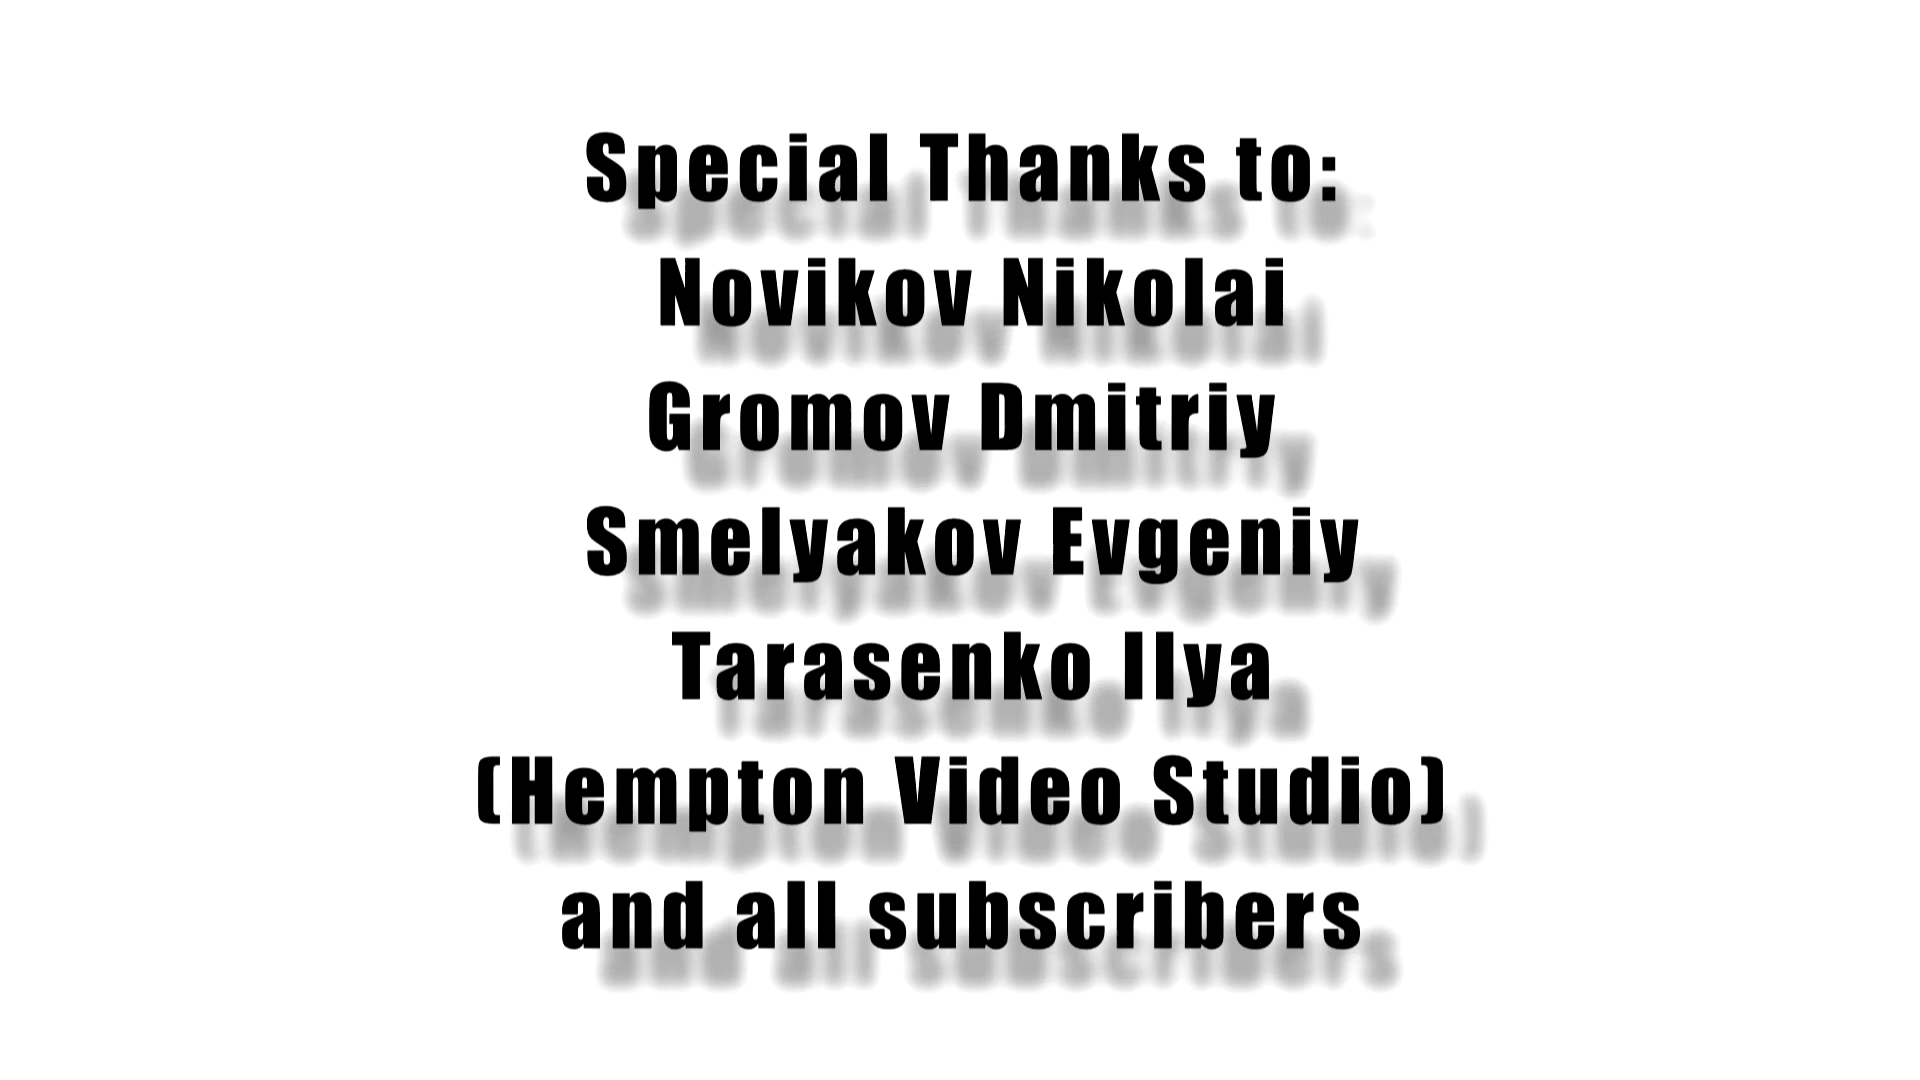 Special Thanks to:
Novikov Nikolai
Gromov Dmitriy
Smelyakov Evgeniy
Tarasenko Ilya
(Hempton Video Studio)
and all subscribers